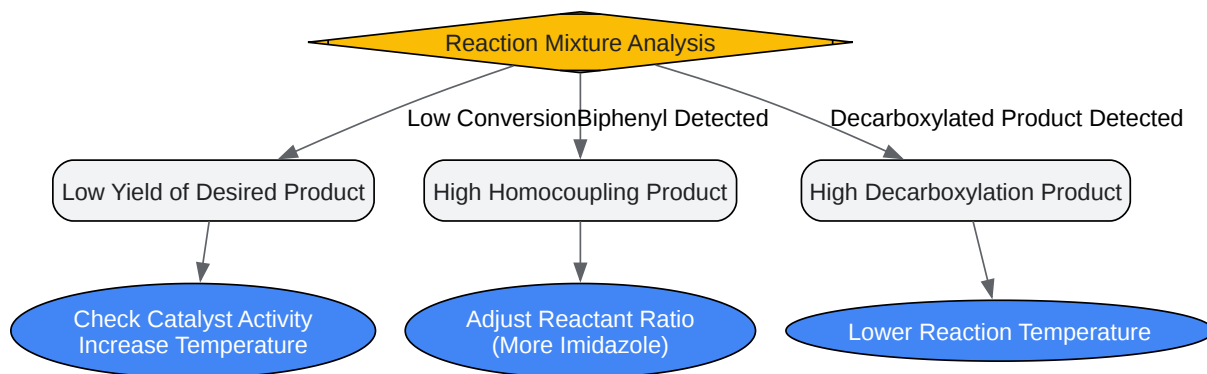 Reaction Mixture Analysis
Low Conversion
Biphenyl Detected
Decarboxylated Product Detected
Low Yield of Desired Product
High Homocoupling Product
High Decarboxylation Product
Check Catalyst Activity
Increase Temperature
Adjust Reactant Ratio
(More Imidazole)
Lower Reaction Temperature